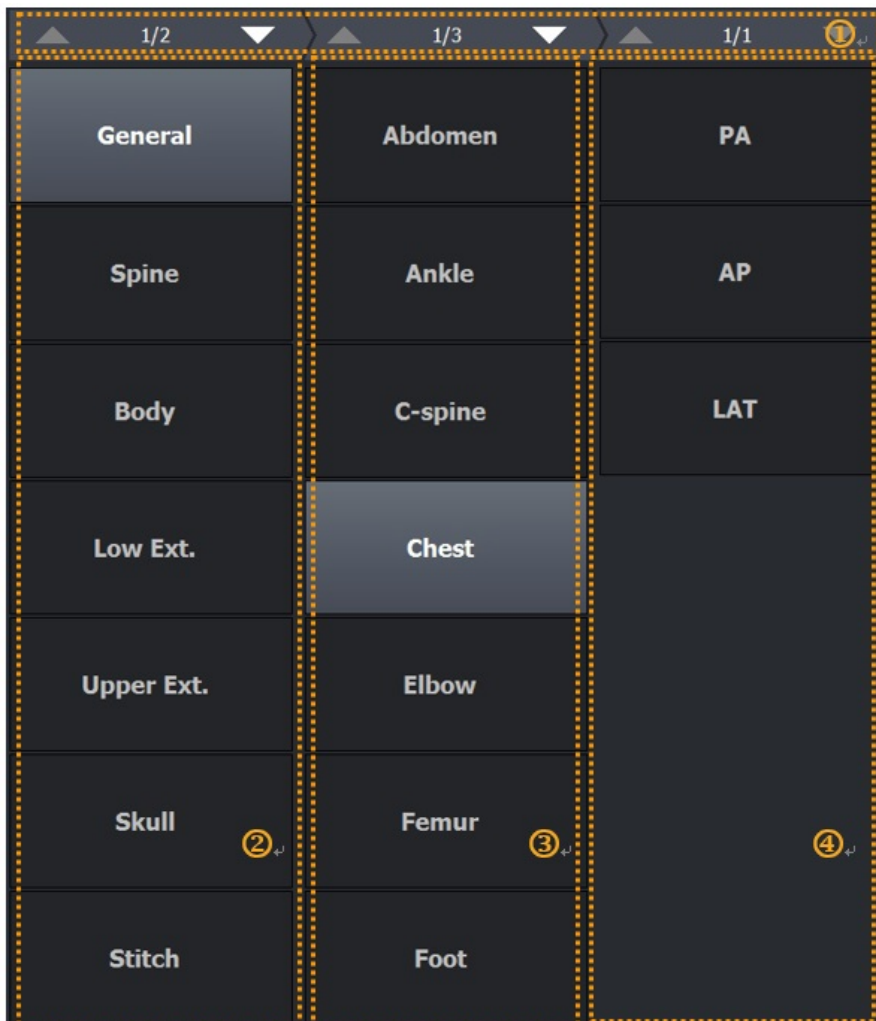 1/2 1/3 1/1 ①
General Abdomen PA
Spine Ankle AP
Body C-spine LAT
Low Ext. Chest
Upper Ext. Elbow
Skull Femur
② ③ ④
Stitch Foot